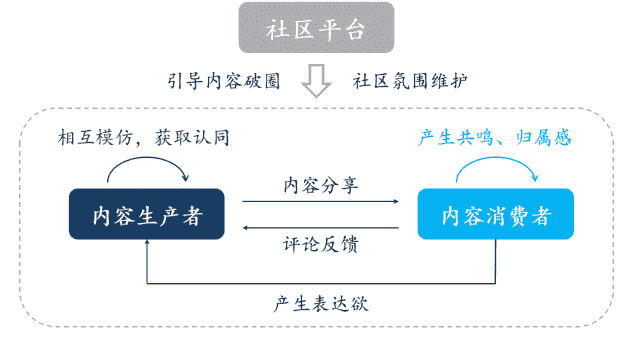 社区平台
引导内容破圈
社区氛围维护
相互模仿，获取认同
产生共鸣、归属感
内容生产者
内容分享
内容消费者
评论反馈
产生表达欲